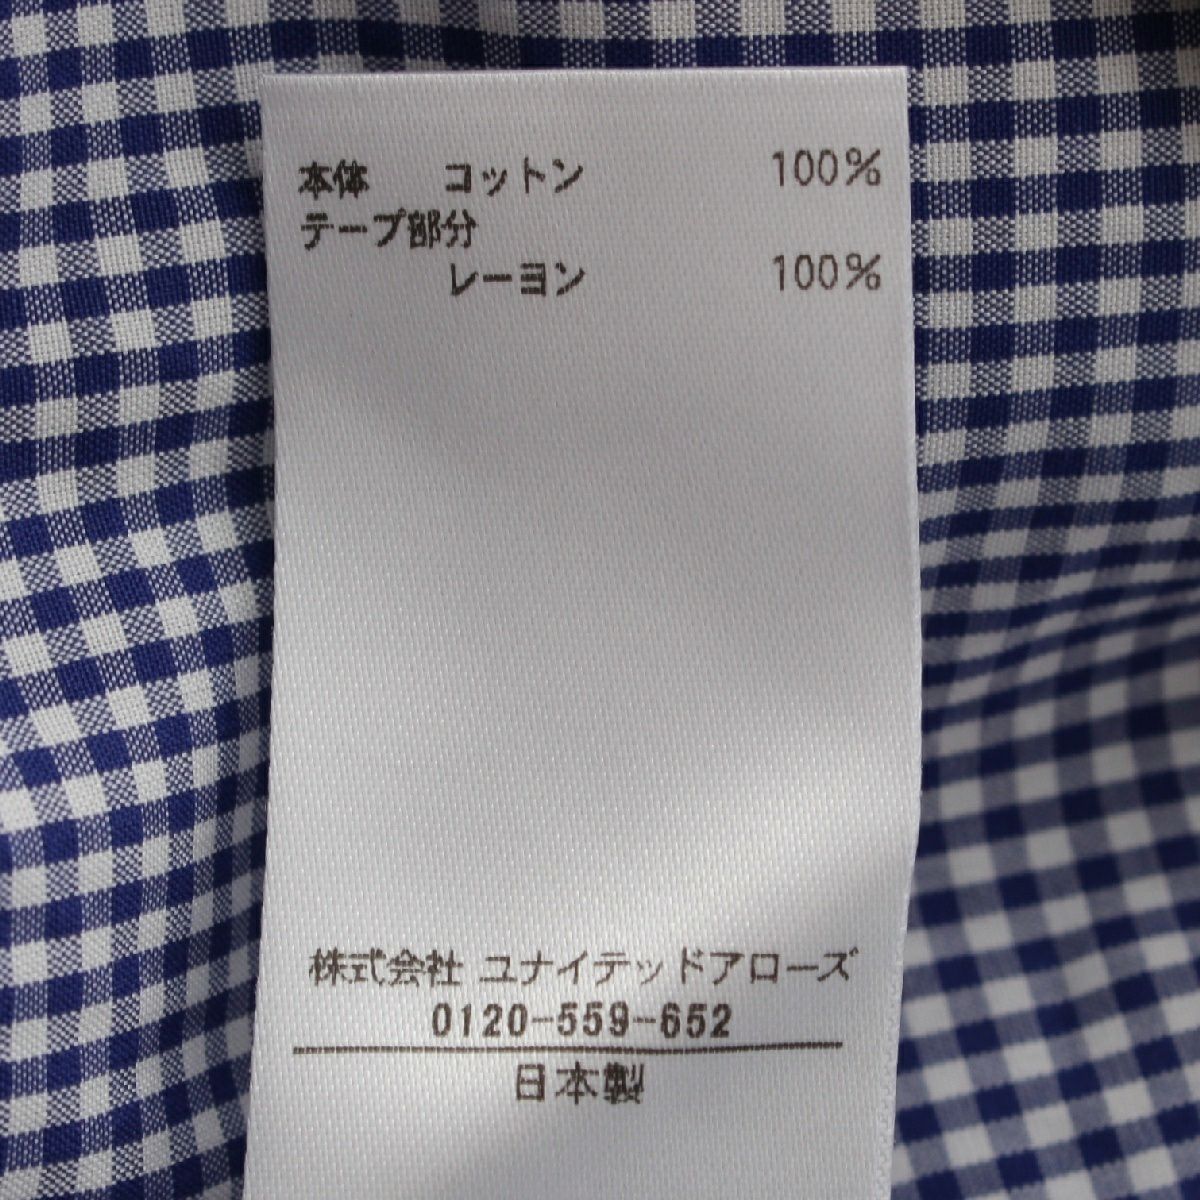 本体 コットン 100%
テープ部分
レーヨン 100%
株式会社 ユナイテッドアローズ
0120-559-652
日本製